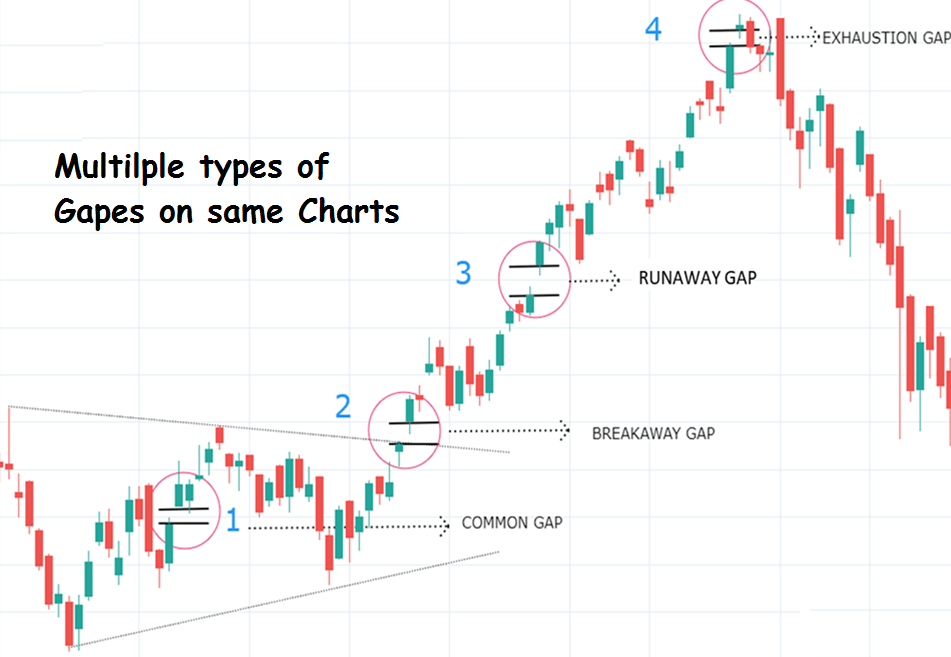 4
EXHAUSTION GAP
Multilple types of
Gapes on same Charts
3
RUNAWAY GAP
2
BREAKAWAY GAP
1
COMMON GAP